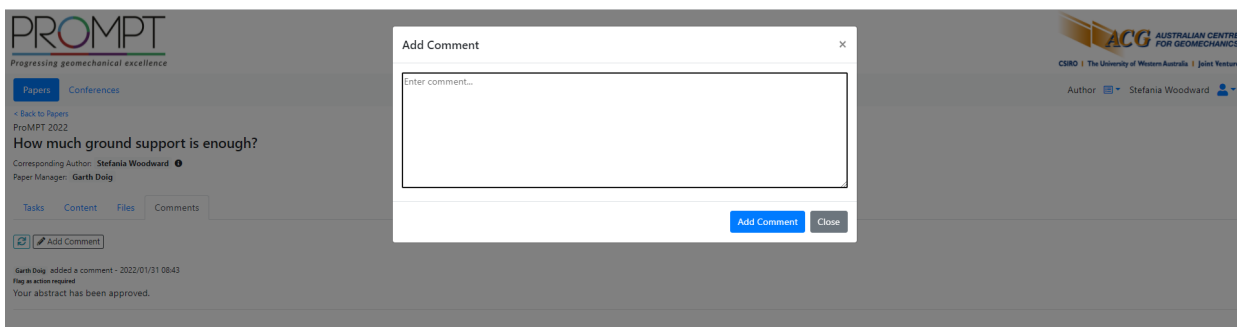 PROMPT
Progressing geomechanical excellence
ACG AUSTRALIAN CENTRE
FOR GEOMECHANICS
CSIRO | The University of Western Australia | Joint Venture
Papers Conferences
Author Stefania Woodward
< Back to Papers
ProMPT 2022
How much ground support is enough?
Corresponding Author: Stefania Woodward
Paper Manager: Garth Doig
Tasks Content Files Comments
Add Comment
Garth Doig added a comment - 2022/01/31 08:43
Flag as action required
Your abstract has been approved.
Add Comment ×
Enter comment...
Add Comment Close